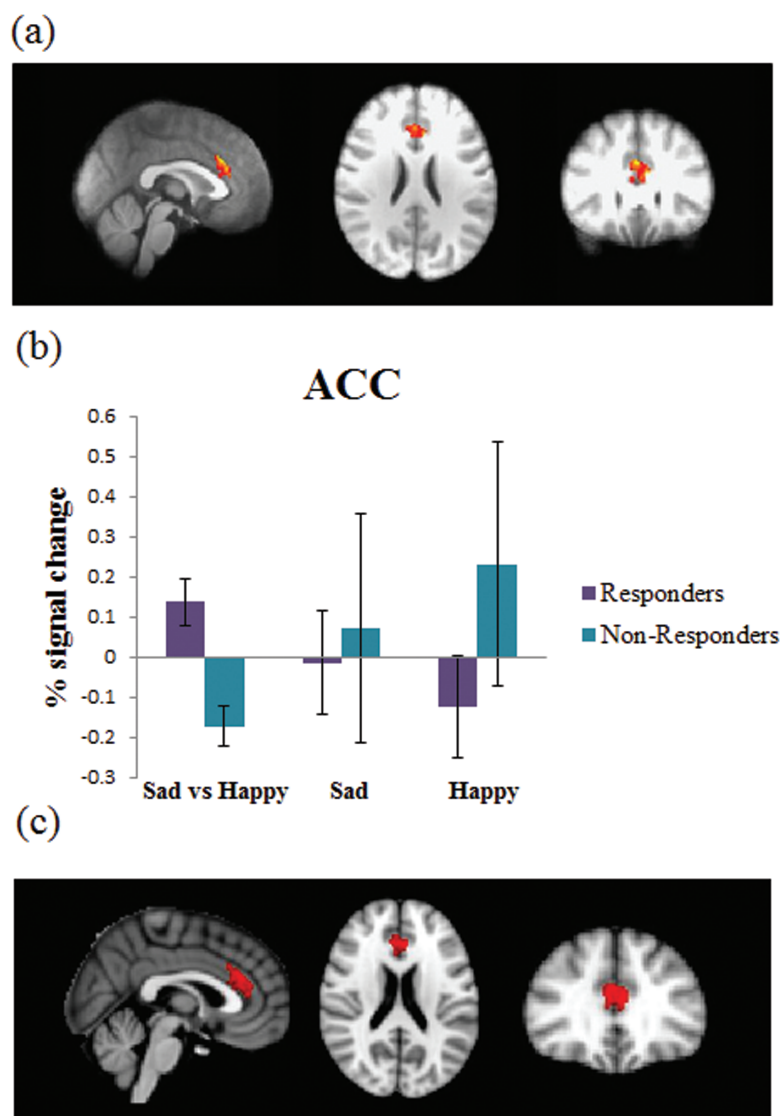 (a)
(b)
ACC
% signal change
0.6
0.5
0.4
0.3
0.2
0.1
0
-0.1
-0.2
-0.3
Sad vs Happy Sad Happy
Responders
Non-Responders
(c)